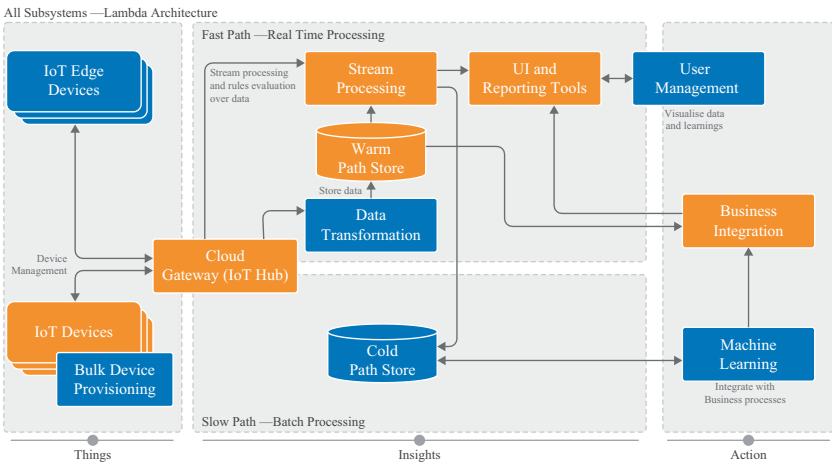 All Subsystems —Lambda Architecture
Fast Path —Real Time Processing
IoT Edge
Devices
Stream processing
and rules evaluation
over data
Stream
Processing
UI and
Reporting Tools
User
Management
Visualise data
and learnings
Warm
Path Store
Store data
Data
Transformation
Business
Integration
Device
Management
Cloud
Gateway (IoT Hub)
IoT Devices
Bulk Device
Provisioning
Cold
Path Store
Machine
Learning
Integrate with
Business processes
Slow Path —Batch Processing
Things
Insights
Action